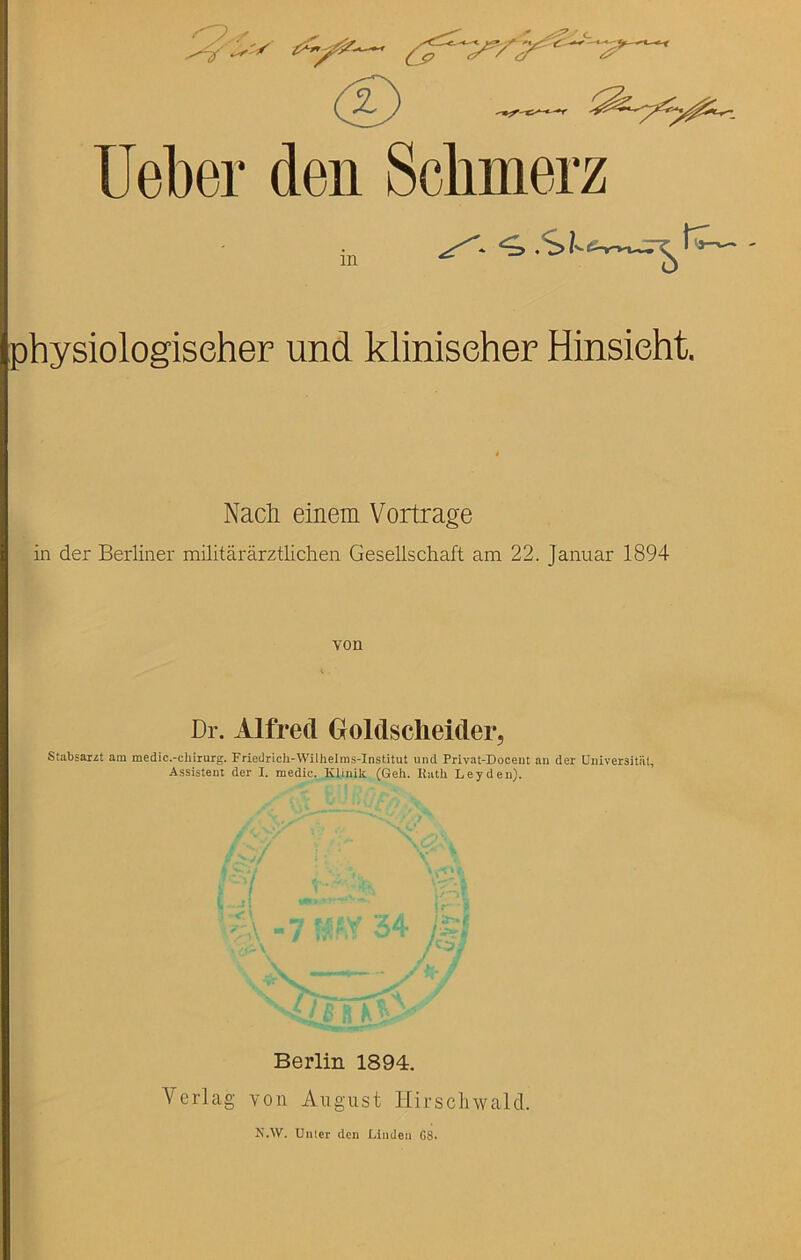 ②
Ueber den Schmerz
in
physiologischer und klinischer Hinsicht.
Nach einem Vortrage
in der Berliner militärärztlichen Gesellschaft am 22. Januar 1894
von
Dr. Alfred Goldscheider,
Stabsarzt am medic.-chirurg. Friedrich-Wilhelms-Institut und Privat-Docent an der Universität,
Assistent der I. medic. Klinik (Geh. Rath Leyden).
-7 MAY 34
LIBRARY
Berlin 1894.
Verlag von August Hirschwald.
N.W. Unter den Linden 68.